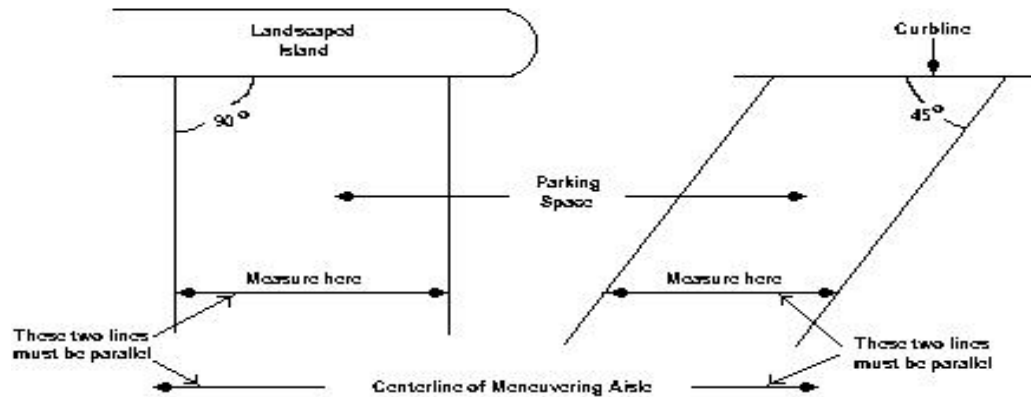 Landscaped
Island
Curbline
90°
45°
Parking
Space
Measure here
Measure here
These two lines
must be parallel
These two lines
must be parallel
Centerline of Meneuvering Aisle